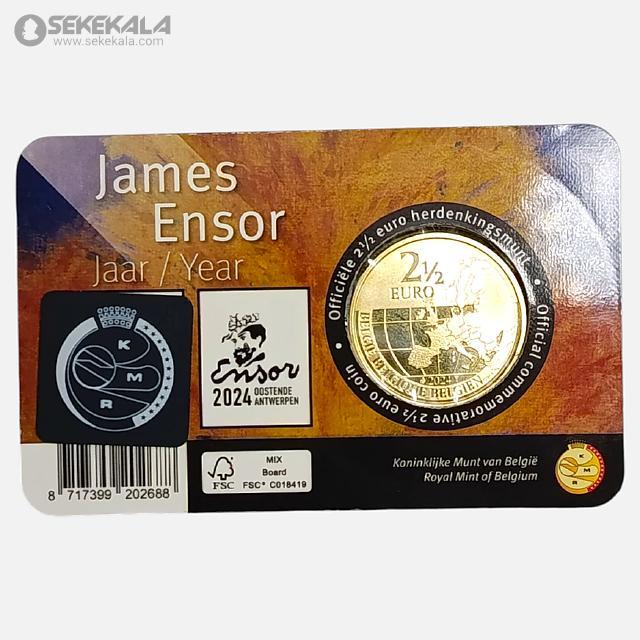 SEKEKALA
www.sekekala.com
James
Ensor
Jaar / Year
Ensor
2024 OOSTENDE
ANTWERPEN
K
M
R
8 717399 202688
FSC
MIX
Board
FSC® C018419
Officiële 2½ euro herdenkingsmunt
Official commemorative 2½ euro coin
2½
EURO
BELGIE BELGIQUE BELGIEN
2024
Koninklijke Munt van België
Royal Mint of Belgium
K
M
R